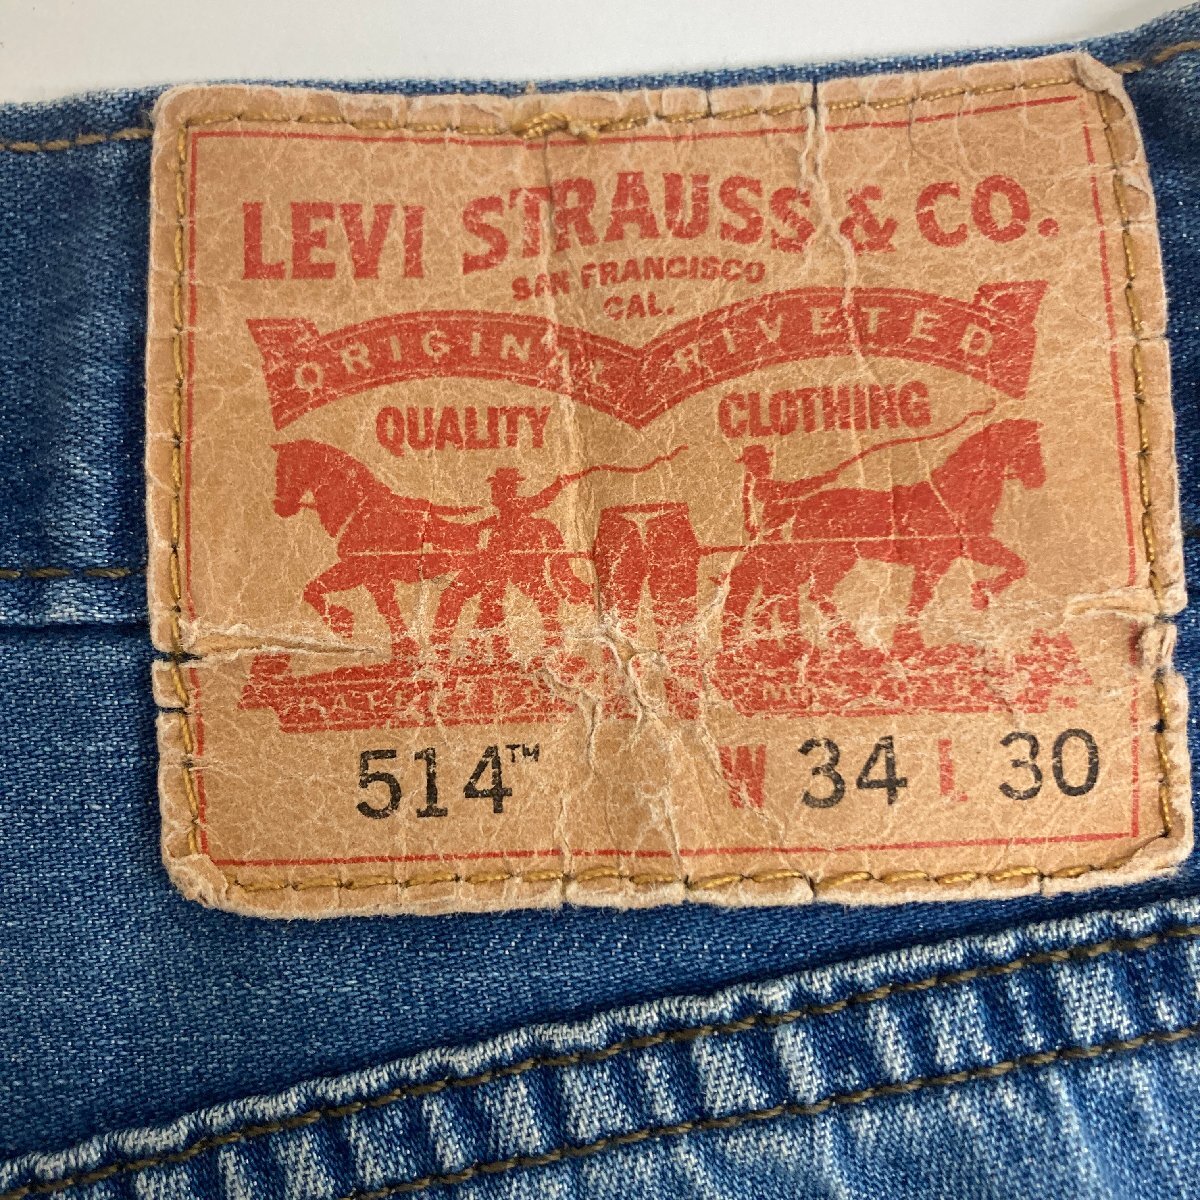 LEVI STRAUSS & CO.
SAN FRANCISCO
CAL.
ORIGINAL RIVETED
QUALITY CLOTHING
514™ W 34 L 30